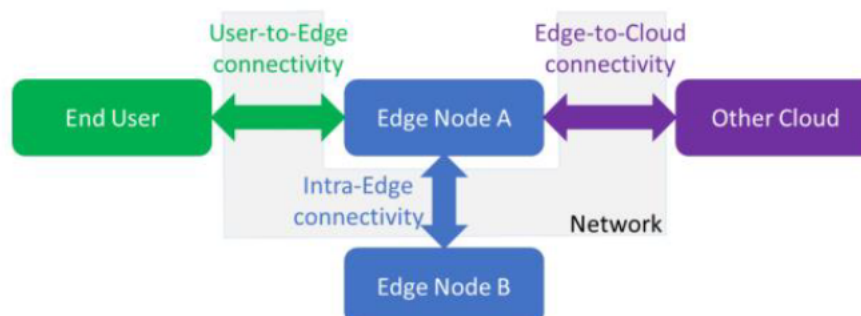 User-to-Edge
connectivity
Edge-to-Cloud
connectivity
End User
Edge Node A
Other Cloud
Intra-Edge
connectivity
Network
Edge Node B